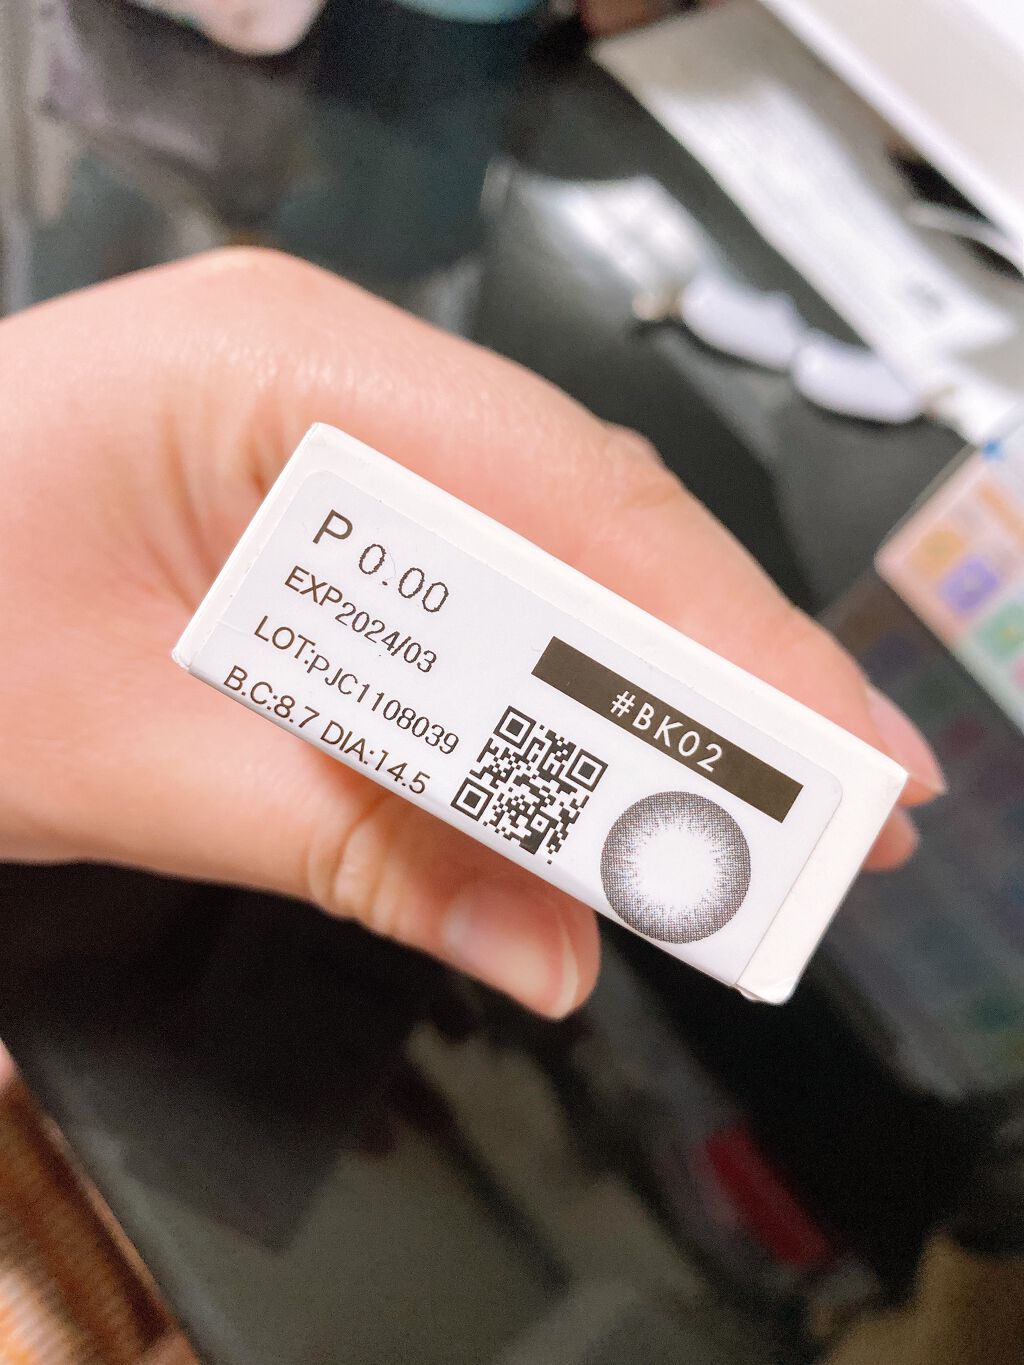 P 0.00
EXP2024/03
LOT:PJC1108039
B.C:8.7 DIA:14.5
#BK02